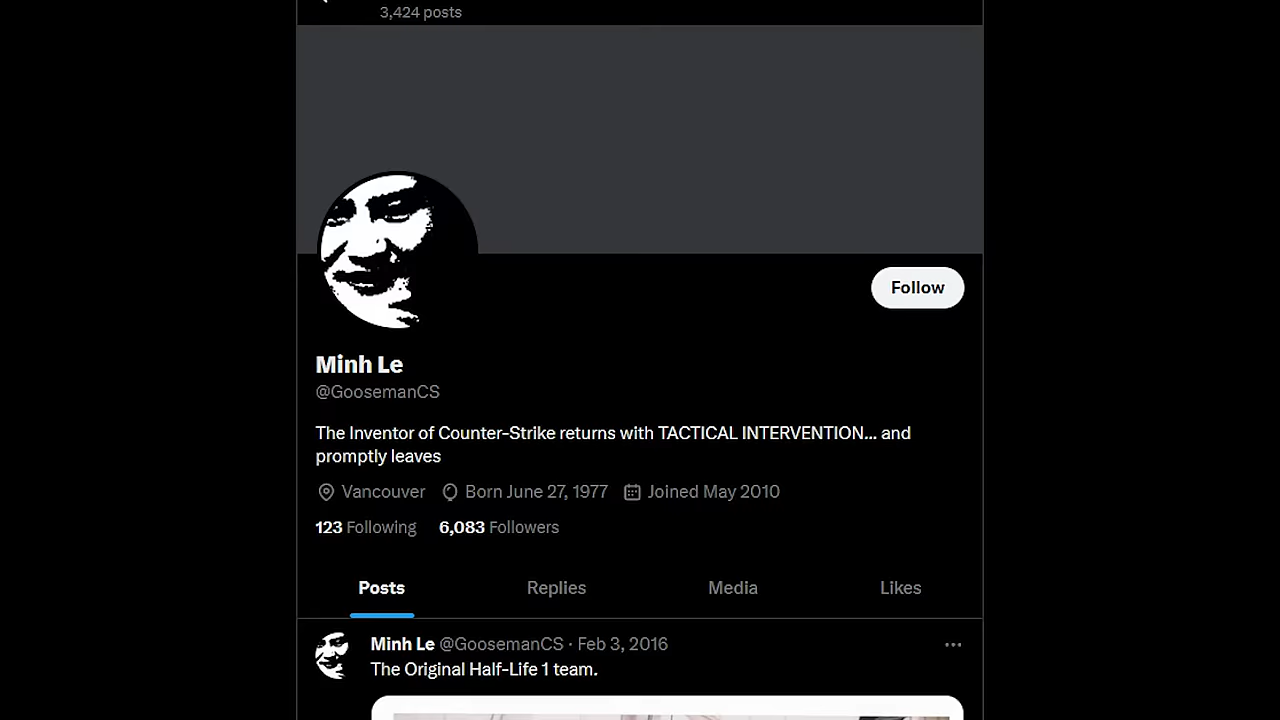 3,424 posts
Follow
Minh Le
@GoosemanCS
The Inventor of Counter-Strike returns with TACTICAL INTERVENTION... and
promptly leaves
Vancouver Born June 27, 1977 Joined May 2010
123 Following 6,083 Followers
Posts Replies Media Likes
Minh Le @GoosemanCS · Feb 3, 2016
The Original Half-Life 1 team.